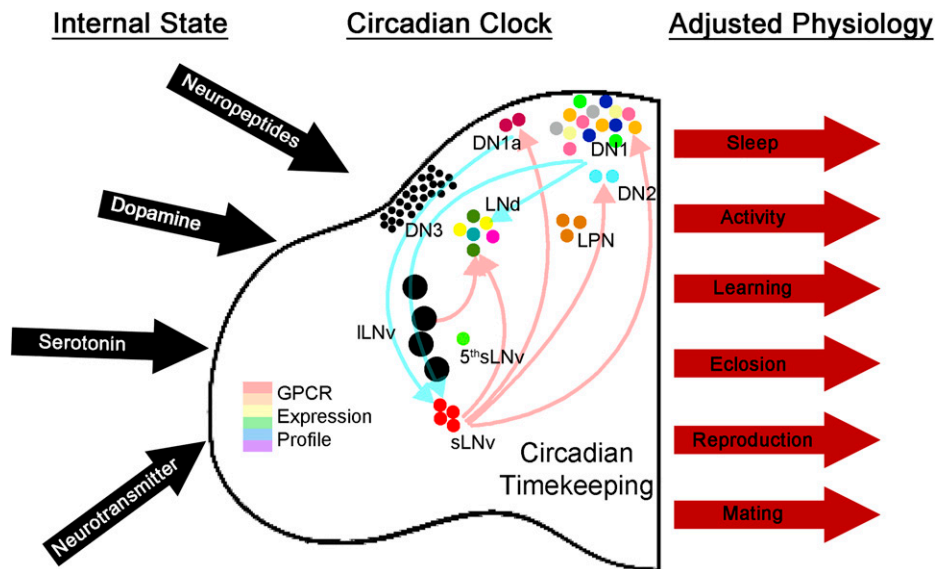 Internal State
Circadian Clock
Adjusted Physiology
Neuropeptides
Dopamine
Serotonin
Neurotransmitter
DN1a
DN1
DN2
LNd
DN3
LPN
lLNv
5thsLNv
sLNv
GPCR
Expression
Profile
Circadian
Timekeeping
Sleep
Activity
Learning
Eclosion
Reproduction
Mating